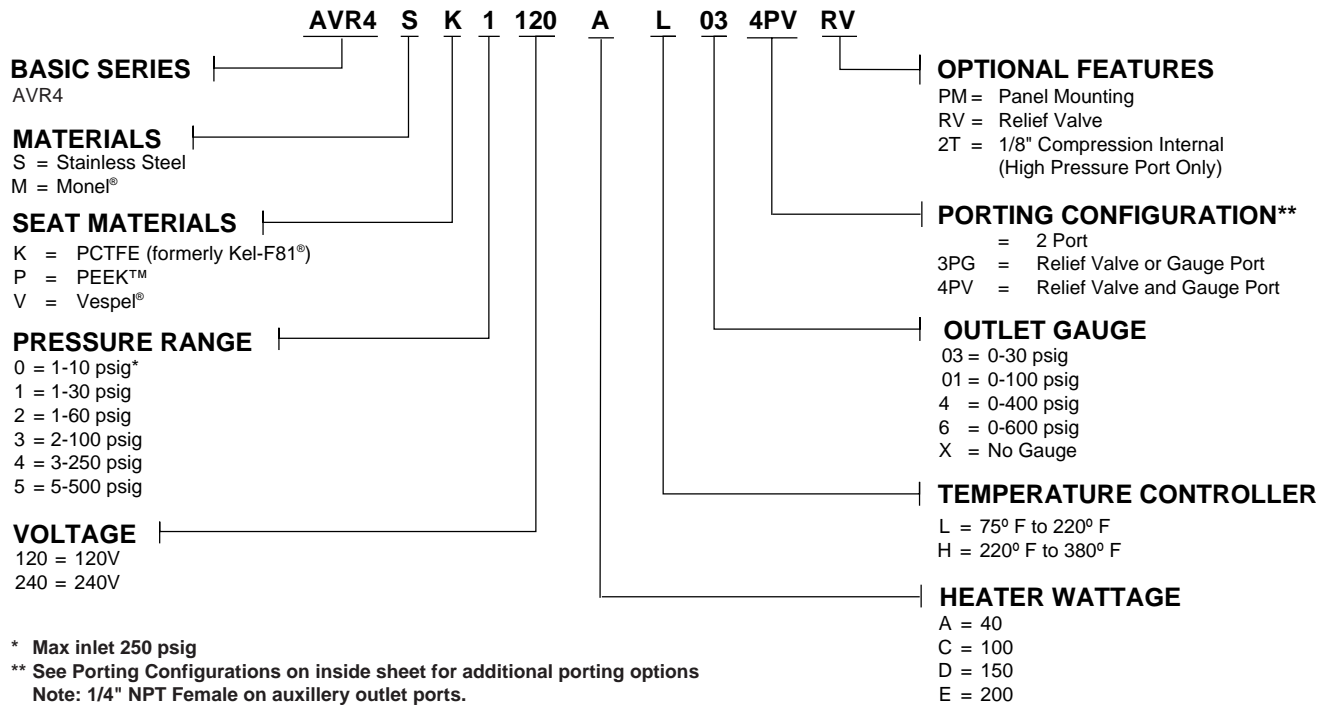 AVR4 S K 1 120 A L 03 4PV RV
BASIC SERIES
AVR4
MATERIALS
S = Stainless Steel
M = Monel®
SEAT MATERIALS
K = PCTFE (formerly Kel-F81®)
P = PEEK™
V = Vespel®
PRESSURE RANGE
0 = 1-10 psig*
1 = 1-30 psig
2 = 1-60 psig
3 = 2-100 psig
4 = 3-250 psig
5 = 5-500 psig
VOLTAGE
120 = 120V
240 = 240V
* Max inlet 250 psig
** See Porting Configurations on inside sheet for additional porting options
Note: 1/4" NPT Female on auxillery outlet ports.
OPTIONAL FEATURES
PM = Panel Mounting
RV = Relief Valve
2T = 1/8" Compression Internal
(High Pressure Port Only)
PORTING CONFIGURATION**
= 2 Port
3PG = Relief Valve or Gauge Port
4PV = Relief Valve and Gauge Port
OUTLET GAUGE
03 = 0-30 psig
01 = 0-100 psig
4 = 0-400 psig
6 = 0-600 psig
X = No Gauge
TEMPERATURE CONTROLLER
L = 75º F to 220º F
H = 220º F to 380º F
HEATER WATTAGE
A = 40
C = 100
D = 150
E = 200